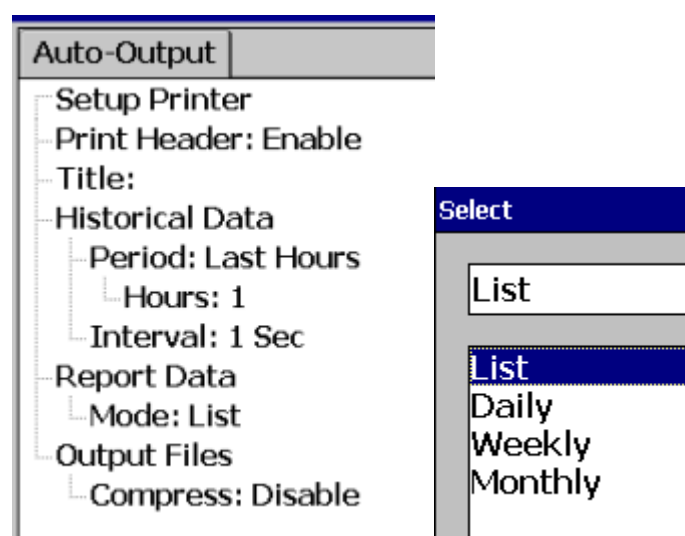 Auto-Output
Setup Printer
Print Header: Enable
Title:
Historical Data
Period: Last Hours
Hours: 1
Interval: 1 Sec
Report Data
Mode: List
Output Files
Compress: Disable
Select
List
List
Daily
Weekly
Monthly